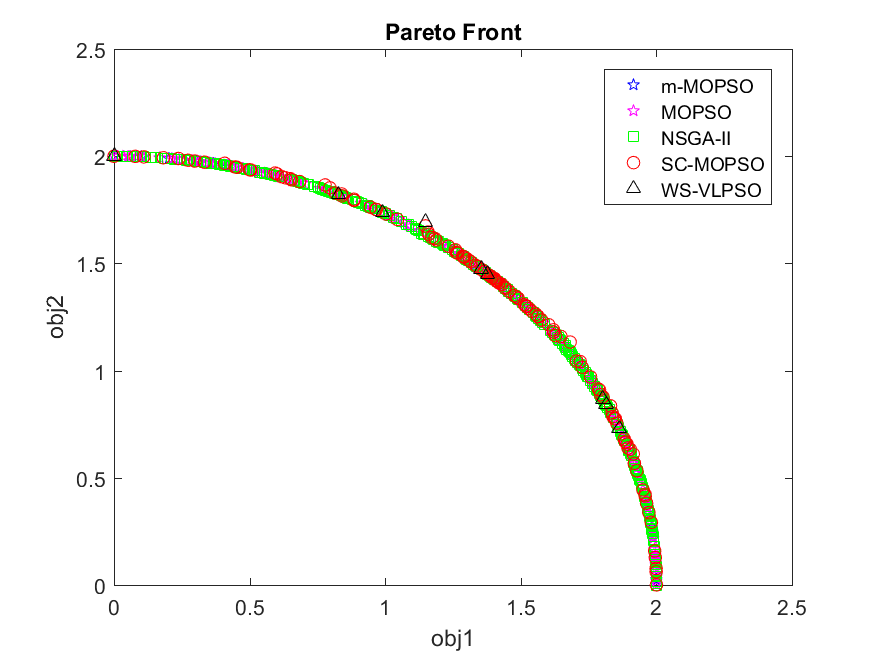 Pareto Front
2.5
2
1.5
1
0.5
0
obj2
0
0.5
1
1.5
2
2.5
obj1
m-MOPSO
MOPSO
NSGA-II
SC-MOPSO
WS-VLPSO